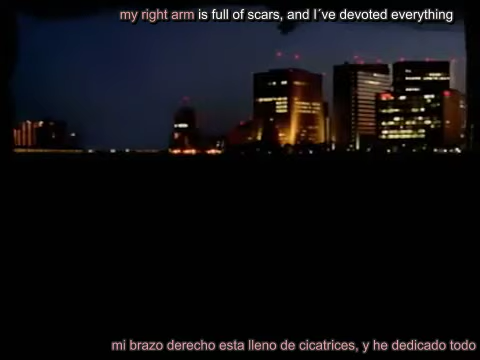 my right arm is full of scars, and I´ve devoted everything
mi brazo derecho esta lleno de cicatrices, y he dedicado todo